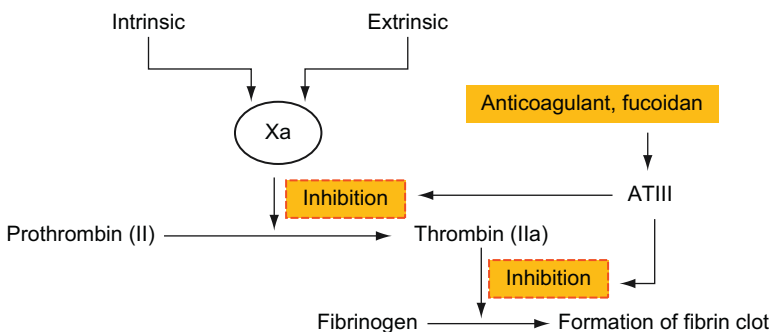 Intrinsic
Extrinsic
Xa
Anticoagulant, fucoidan
Inhibition
ATIII
Prothrombin (II)
Thrombin (IIa)
Inhibition
Fibrinogen
Formation of fibrin clot